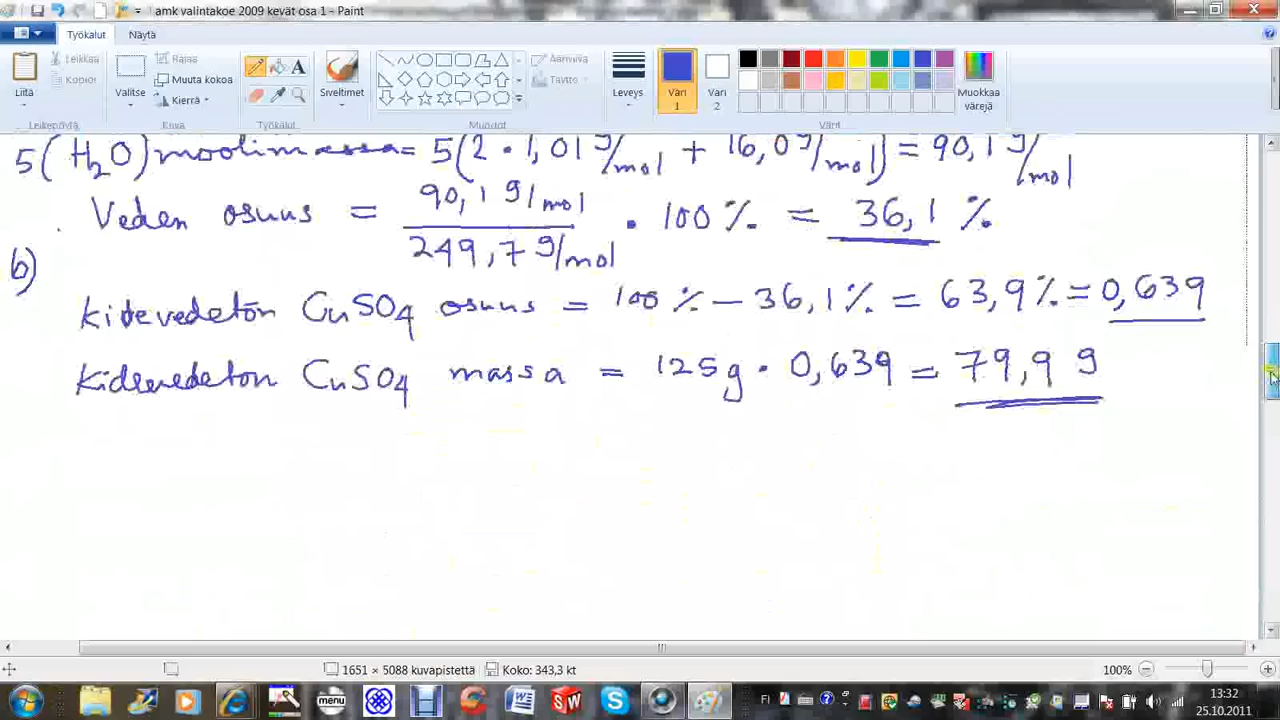 amk valintakoe 2009 kevät osa 1 - Paint
Työkalut Näytä
Liitä
Leikkaa
Kopioi
Valitse
Rajaa
Muuta kokoa
Kierrä
Siveltimet
Aariviiva
Täyttö
Leveys
Väri 1
Väri 2
Muokkaa värejä
Leikepöytä Kuva Työkalut Muodot Värit
5(H₂O) moolimassa = 5(2 · 1,01 g/mol + 16,0 g/mol) = 90,1 g/mol
Veden osuus = 90,1 g/mol / 249,7 g/mol · 100 % = 36,1 %
b)
kidevedetön CuSO4 osuus = 100 % − 36,1 % = 63,9 % = 0,639
Kidevedetön CuSO4 massa = 125 g · 0,639 = 79,9 g
1651 × 5088 kuvapistettä Koko: 343,3 kt 100%
menu
FI
13:32
25.10.2011